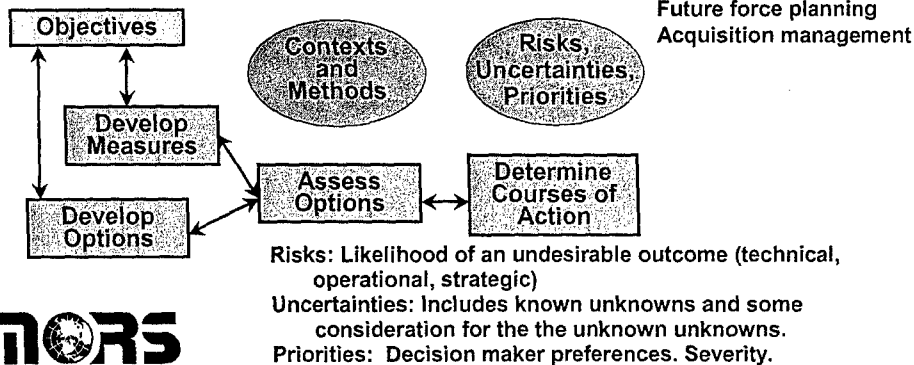 Future force planning
Acquisition management
Objectives
Contexts
and
Methods
Risks,
Uncertainties,
Priorities
Develop
Measures
Assess
Options
Determine
Courses of
Action
Develop
Options
Risks: Likelihood of an undesirable outcome (technical,
operational, strategic)
Uncertainties: Includes known unknowns and some
consideration for the the unknown unknowns.
Priorities: Decision maker preferences. Severity.
MORS